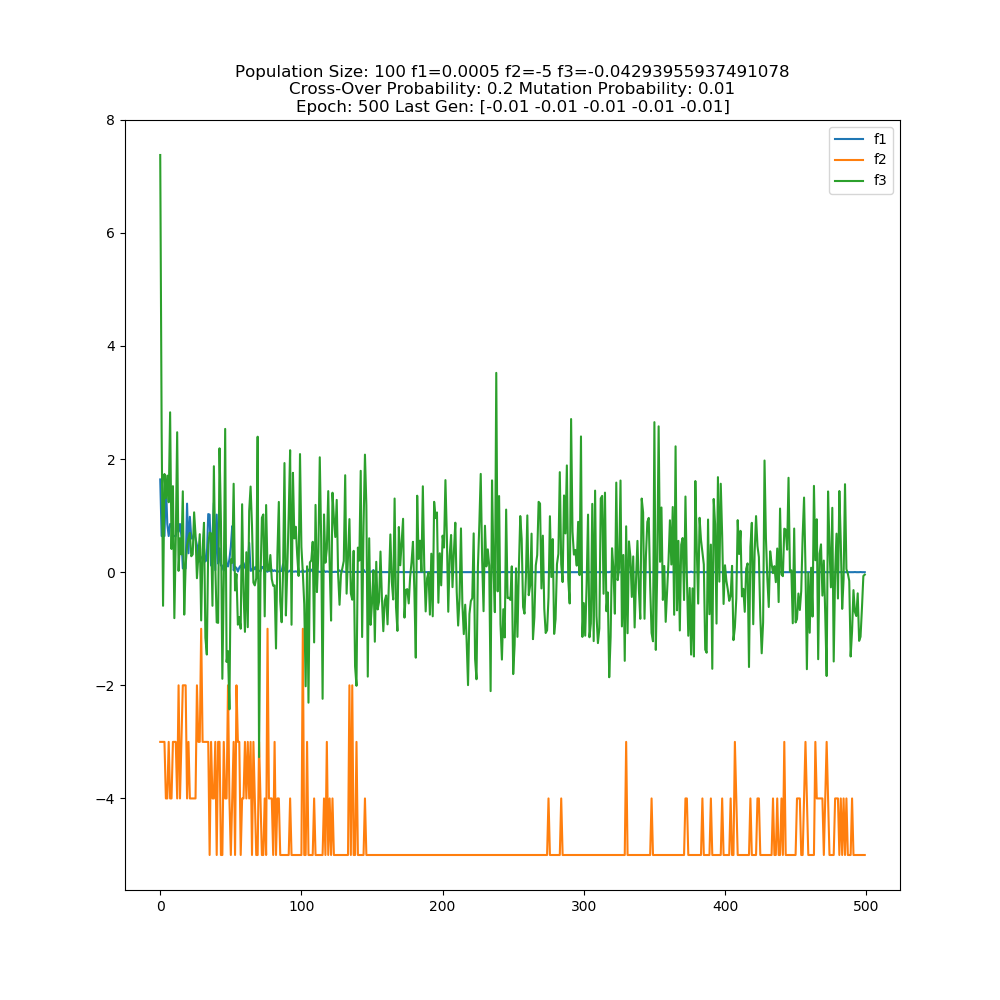 Population Size: 100 f1=0.0005 f2=-5 f3=-0.04293955937491078
Cross-Over Probability: 0.2 Mutation Probability: 0.01
Epoch: 500 Last Gen: [-0.01 -0.01 -0.01 -0.01 -0.01]
8
f1
f2
f3
6
4
2
0
−2
−4
0 100 200 300 400 500